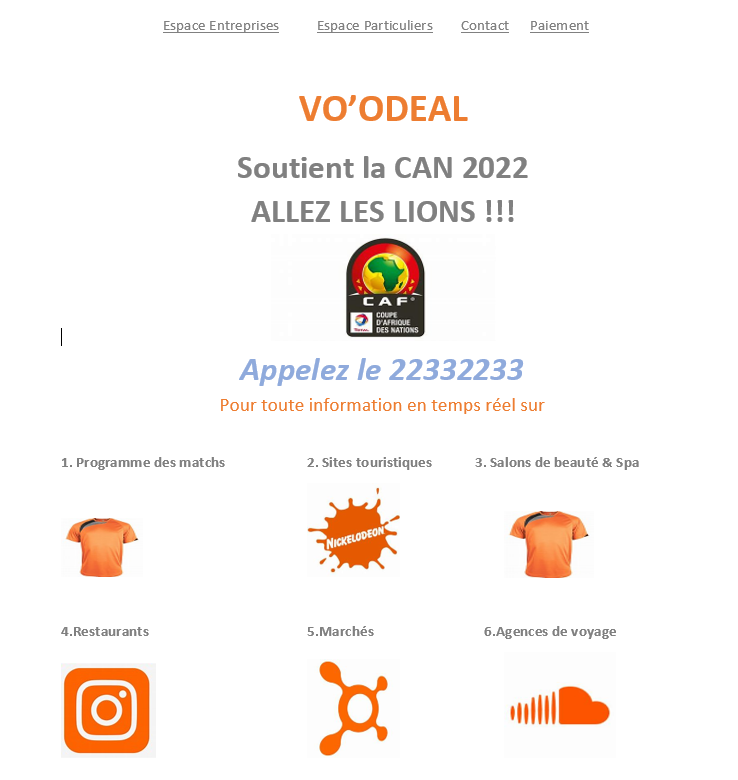 Espace Entreprises Espace Particuliers Contact Paiement
VO’ODEAL
Soutient la CAN 2022
ALLEZ LES LIONS !!!
CAF
COUPE
D'AFRIQUE
DES NATIONS
TOTAL
Appelez le 22332233
Pour toute information en temps réel sur
1. Programme des matchs 2. Sites touristiques 3. Salons de beauté & Spa
NICKELODEON
4.Restaurants 5.Marchés 6.Agences de voyage